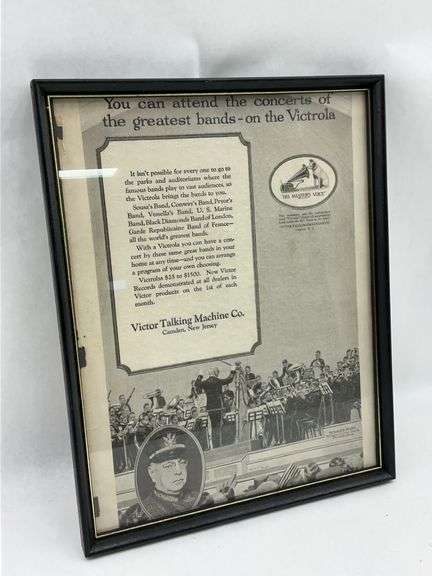 You can attend the concerts of
the greatest bands - on the Victrola
It isn't possible for every one to go to
the parks and auditoriums where the
famous bands play to vast audiences, so
the Victrola brings the bands to you.
Sousa's Band, Conway's Band, Pryor's
Band, Vessella's Band, U. S. Marine
Band, Black Diamonds Band of London,
Garde Republicaine Band of France—
all the world's greatest bands.
With a Victrola you can have a con-
cert by these same great bands in your
home at any time—and you can arrange
a program of your own choosing.
Victrolas $25 to $1500. New Victor
Records demonstrated at all dealers in
Victor products on the 1st of each
month.
Victor Talking Machine Co.
Camden, New Jersey
HIS MASTER'S VOICE